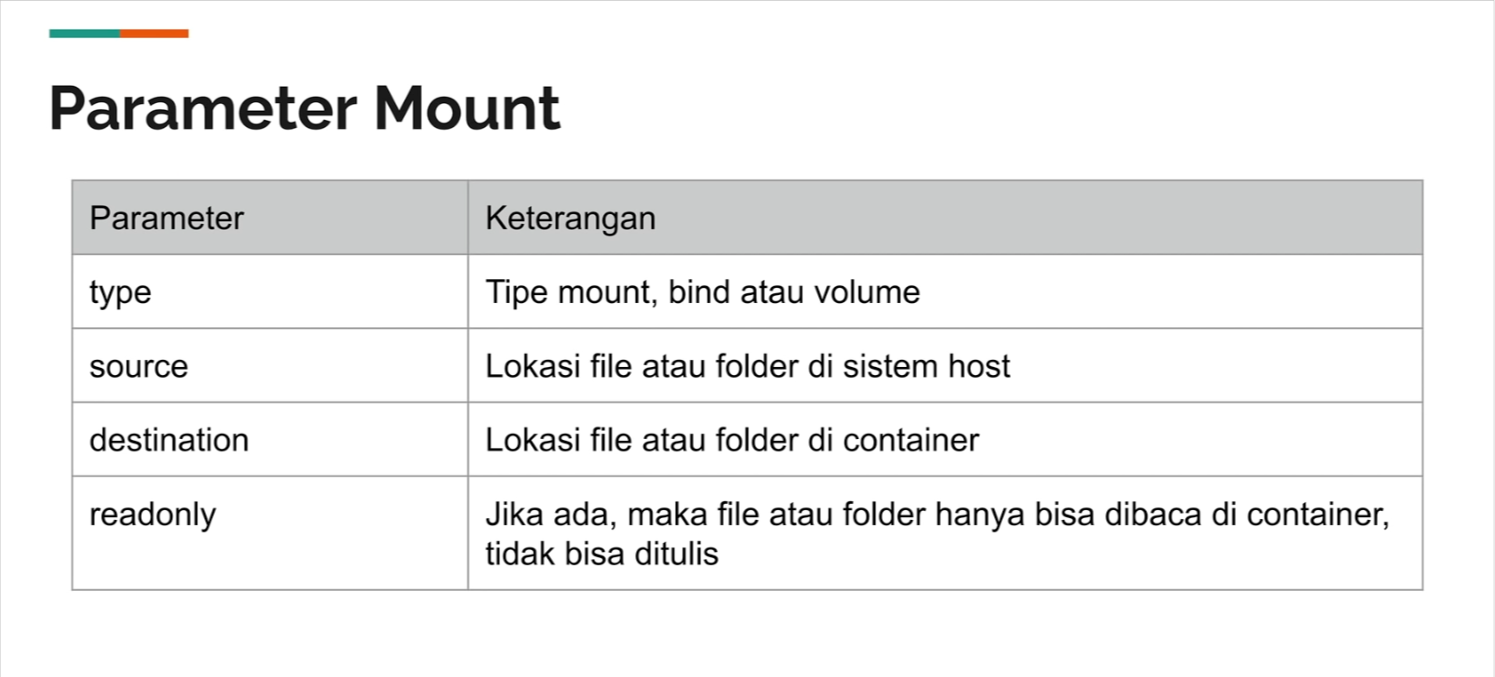 Parameter Mount
Parameter Keterangan
type Tipe mount, bind atau volume
source Lokasi file atau folder di sistem host
destination Lokasi file atau folder di container
readonly Jika ada, maka file atau folder hanya bisa dibaca di container,
tidak bisa ditulis